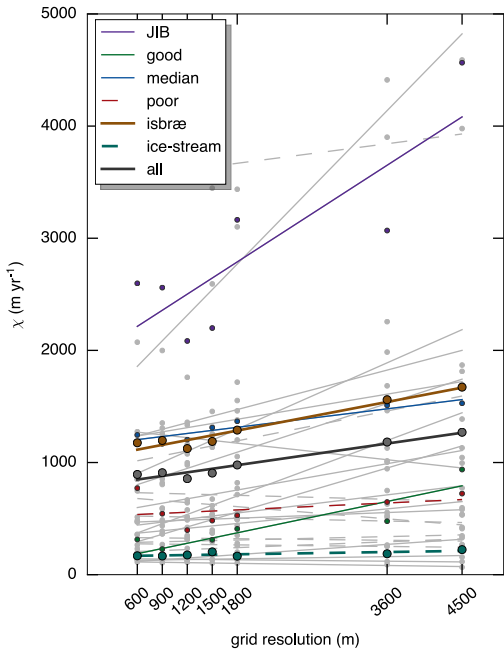 5000
4000
3000
2000
1000
0
χ (m yr⁻¹)
JIB
good
median
poor
isbræ
ice-stream
all
600
900
1200
1500
1800
3600
4500
grid resolution (m)